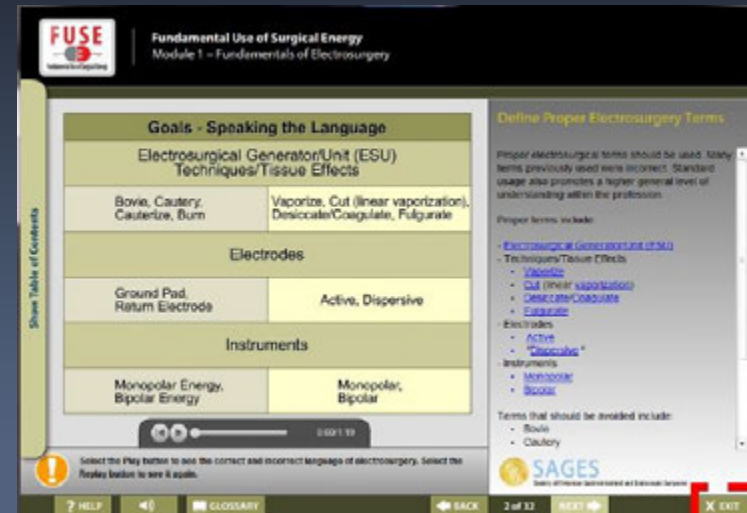 FUSE
Fundamental Use of Surgical Energy
Module 1 – Fundamentals of Electrosurgery
Show Table of Contents
Goals - Speaking the Language
Electrosurgical Generator/Unit (ESU)
Techniques/Tissue Effects
Bovie, Cautery,
Cauterize, Burn
Vaporize, Cut (linear vaporization),
Desiccate/Coagulate, Fulgurate
Electrodes
Ground Pad,
Return Electrode
Active, Dispersive
Instruments
Monopolar Energy,
Bipolar Energy
Monopolar,
Bipolar
Select the Play button to see the correct and incorrect language of electrosurgery. Select the
Replay button to see it again.
Define Proper Electrosurgery Terms
Proper electrosurgical terms should be used. Many
terms previously used were incorrect. Standard
usage also promotes a higher general level of
understanding within the profession.
Proper terms include:
- Electrosurgical Generator/Unit (ESU)
- Techniques/Tissue Effects
• Vaporize
• Cut (linear vaporization)
• Desiccate/Coagulate
• Fulgurate
- Electrodes
• Active
• "Dispersive"
- Instruments
• Monopolar
• Bipolar
Terms that should be avoided include:
• Bovie
• Cautery
SAGES
? HELP
GLOSSARY
BACK
2 of 32
NEXT
X EXIT